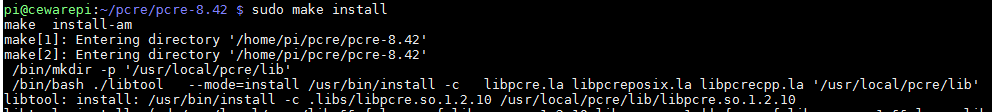 pi@cewarepi:~/pcre/pcre-8.42 $ sudo make install
make  install-am
make[1]: Entering directory '/home/pi/pcre/pcre-8.42'
make[2]: Entering directory '/home/pi/pcre/pcre-8.42'
 /bin/mkdir -p '/usr/local/pcre/lib'
 /bin/bash ./libtool   --mode=install /usr/bin/install -c   libpcre.la libpcreposix.la libpcrecpp.la '/usr/local/pcre/lib'
libtool: install: /usr/bin/install -c .libs/libpcre.so.1.2.10 /usr/local/pcre/lib/libpcre.so.1.2.10